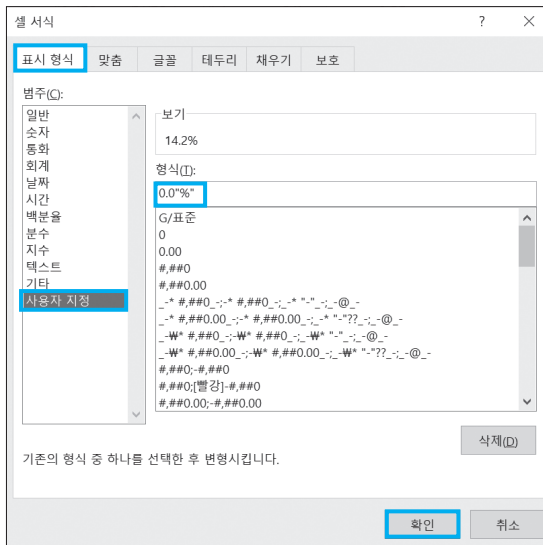 셀 서식 ? ×
표시 형식 맞춤 글꼴 테두리 채우기 보호
범주(C):
일반
숫자
통화
회계
날짜
시간
백분율
분수
지수
텍스트
기타
사용자 지정
보기
14.2%
형식(T):
0.0"%"
G/표준
0
0.00
#,##0
#,##0.00
_-* #,##0_-;-* #,##0_-;_-* "-"_-;_-@_-
_-* #,##0.00_-;-* #,##0.00_-;_-* "-"??_-;_-@_-
_-₩* #,##0_-;-₩* #,##0_-;_-₩* "-"_-;_-@_-
_-₩* #,##0.00_-;-₩* #,##0.00_-;_-₩* "-"??_-;_-@_-
#,##0;-#,##0
#,##0;[빨강]-#,##0
#,##0.00;-#,##0.00
삭제(D)
기존의 형식 중 하나를 선택한 후 변형시킵니다.
확인 취소